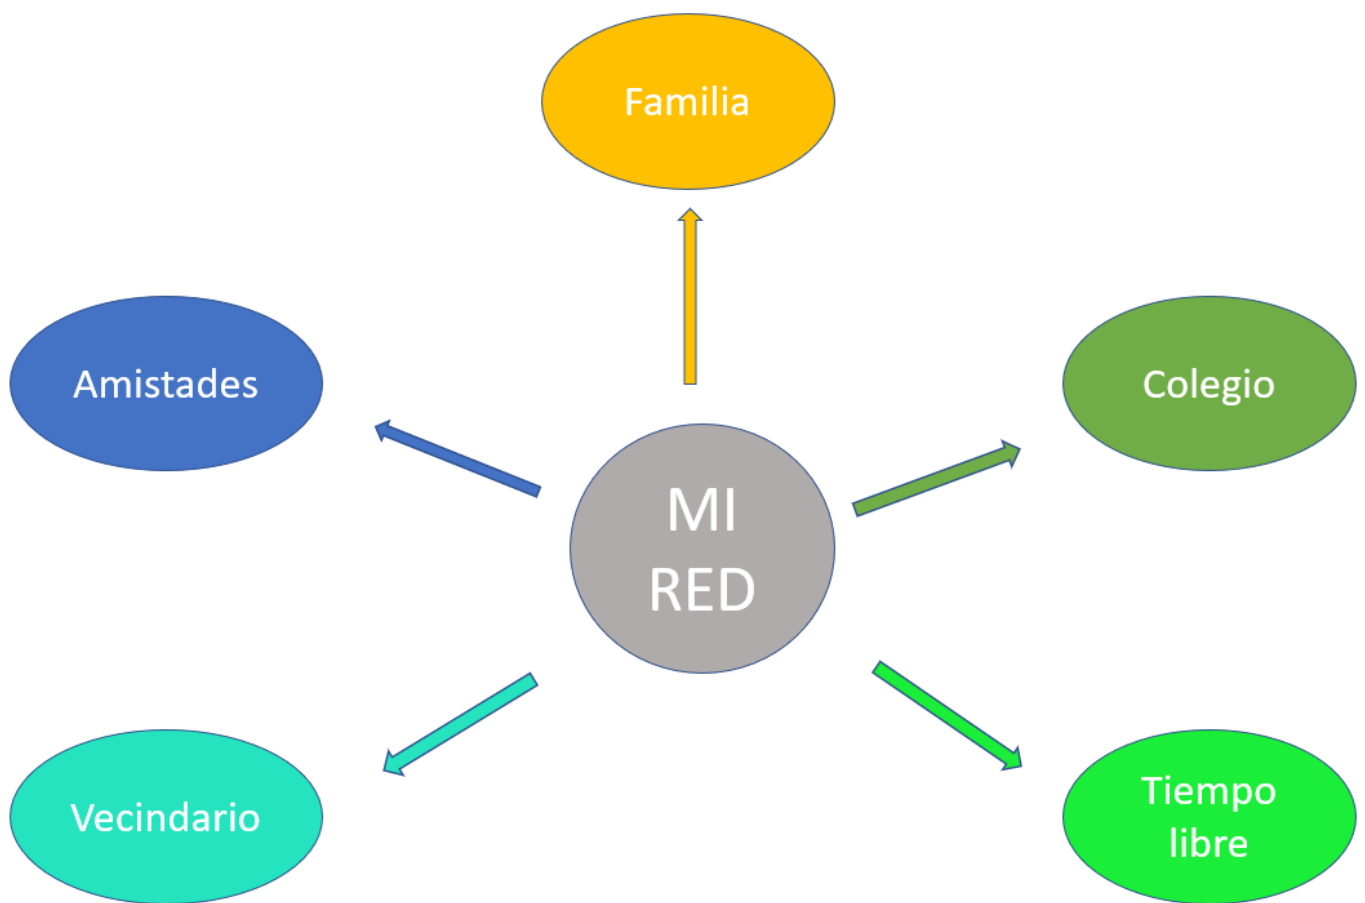 Familia
Amistades
Colegio
MI
RED
Vecindario
Tiempo
libre